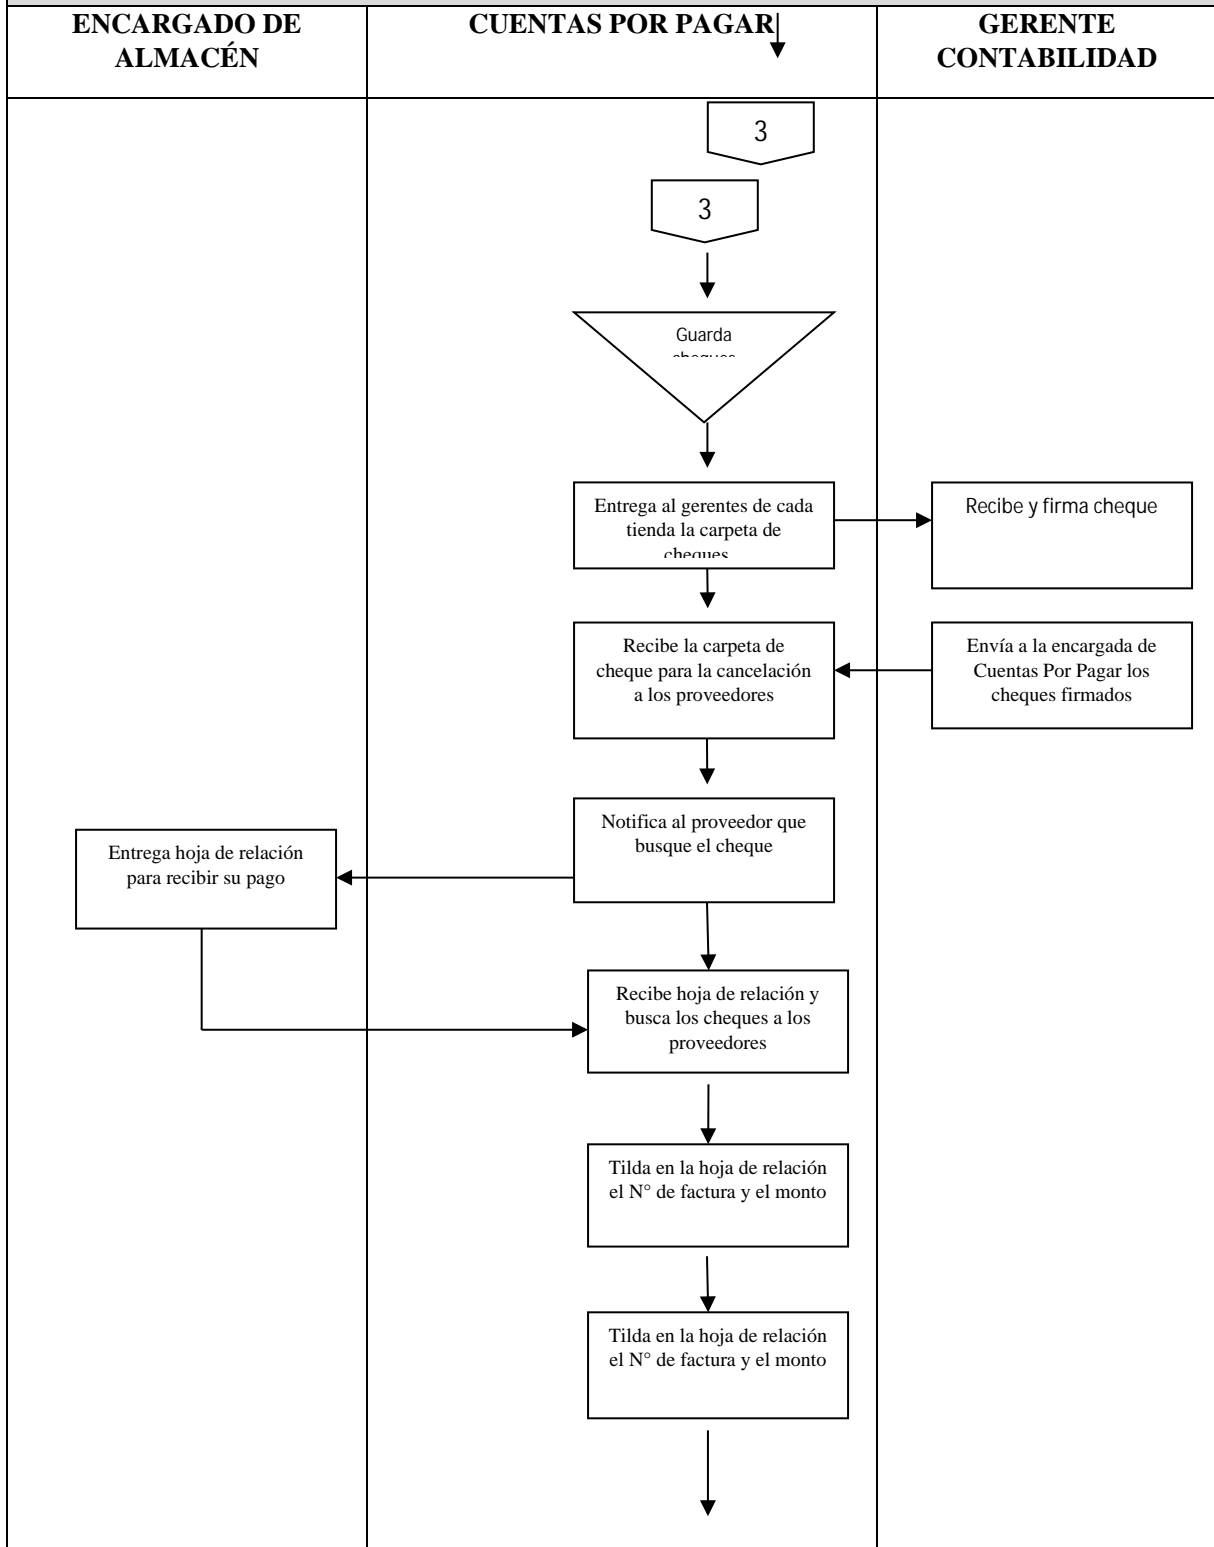 ENCARGADO DE
ALMACÉN
CUENTAS POR PAGAR
GERENTE
CONTABILIDAD
3
3
Guarda
cheques
Entrega al gerentes de cada
tienda la carpeta de
cheques
Recibe y firma cheque
Recibe la carpeta de
cheque para la cancelación
a los proveedores
Envía a la encargada de
Cuentas Por Pagar los
cheques firmados
Notifica al proveedor que
busque el cheque
Entrega hoja de relación
para recibir su pago
Recibe hoja de relación y
busca los cheques a los
proveedores
Tilda en la hoja de relación
el N° de factura y el monto
Tilda en la hoja de relación
el N° de factura y el monto